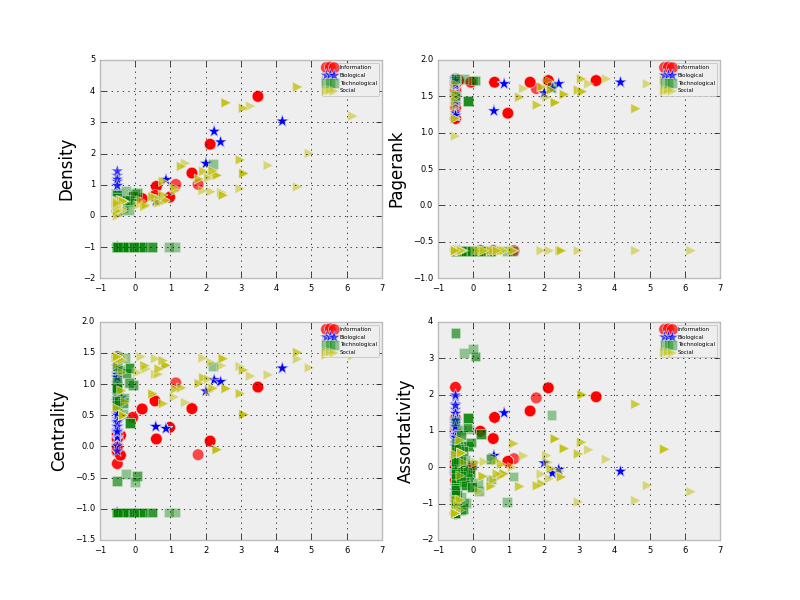 5
4
3
2
1
0
−1
−2
Density
−1 0 1 2 3 4 5 6 7
Information
Biological
Technological
Social
2.0
1.5
1.0
0.5
0.0
−0.5
−1.0
Pagerank
−1 0 1 2 3 4 5 6 7
Information
Biological
Technological
Social
2.0
1.5
1.0
0.5
0.0
−0.5
−1.0
−1.5
Centrality
−1 0 1 2 3 4 5 6 7
Information
Biological
Technological
Social
4
3
2
1
0
−1
−2
Assortativity
−1 0 1 2 3 4 5 6 7
Information
Biological
Technological
Social